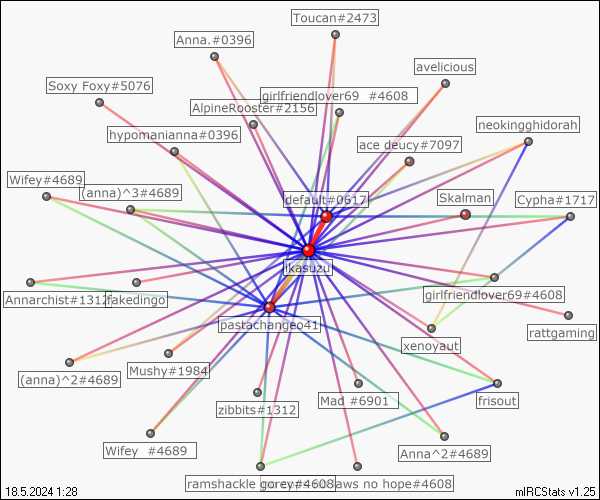 Toucan#2473
Anna.#0396
avelicious
Soxy Foxy#5076
girlfriendlover69 #4608
AlpineRooster#2156
neokingghidorah
hypomanianna#0396
ace deucy#7097
Wifey#4689
(anna)^3#4689
default#0617
Skalman
Cypha#1717
ikasuzu
Annarchist#1312
fakedingo
girlfriendlover69#4608
pastachangeo41
rattgaming
xenoyaut
(anna)^2#4689
Mushy#1984
zibbits#1312
Mad #6901
frisout
Wifey #4689
Anna^2#4689
ramshackle gorey
laws no hope#4608
18.5.2024 1:28
mIRCStats v1.25